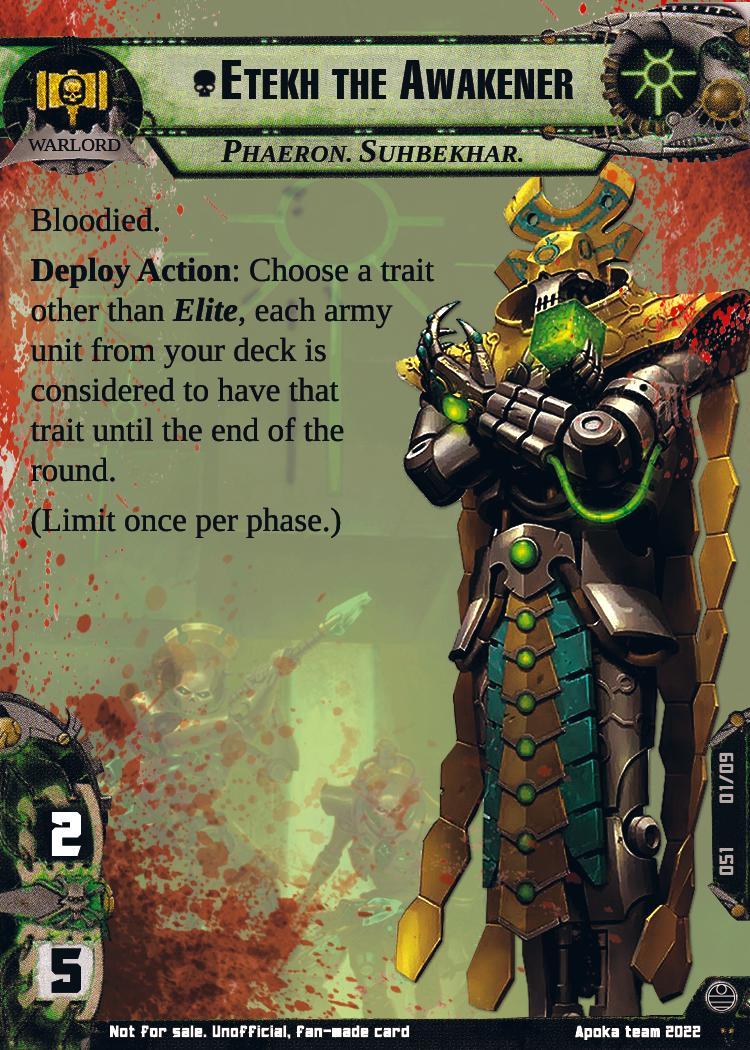 Etekh the Awakener
WARLORD
Phaeron. Suhbekhar.
Bloodied.
Deploy Action: Choose a trait
other than Elite, each army
unit from your deck is
considered to have that
trait until the end of the
round.
(Limit once per phase.)
2
5
051 01/09
Not for sale. Unofficial, fan-made card
Apoka team 2022